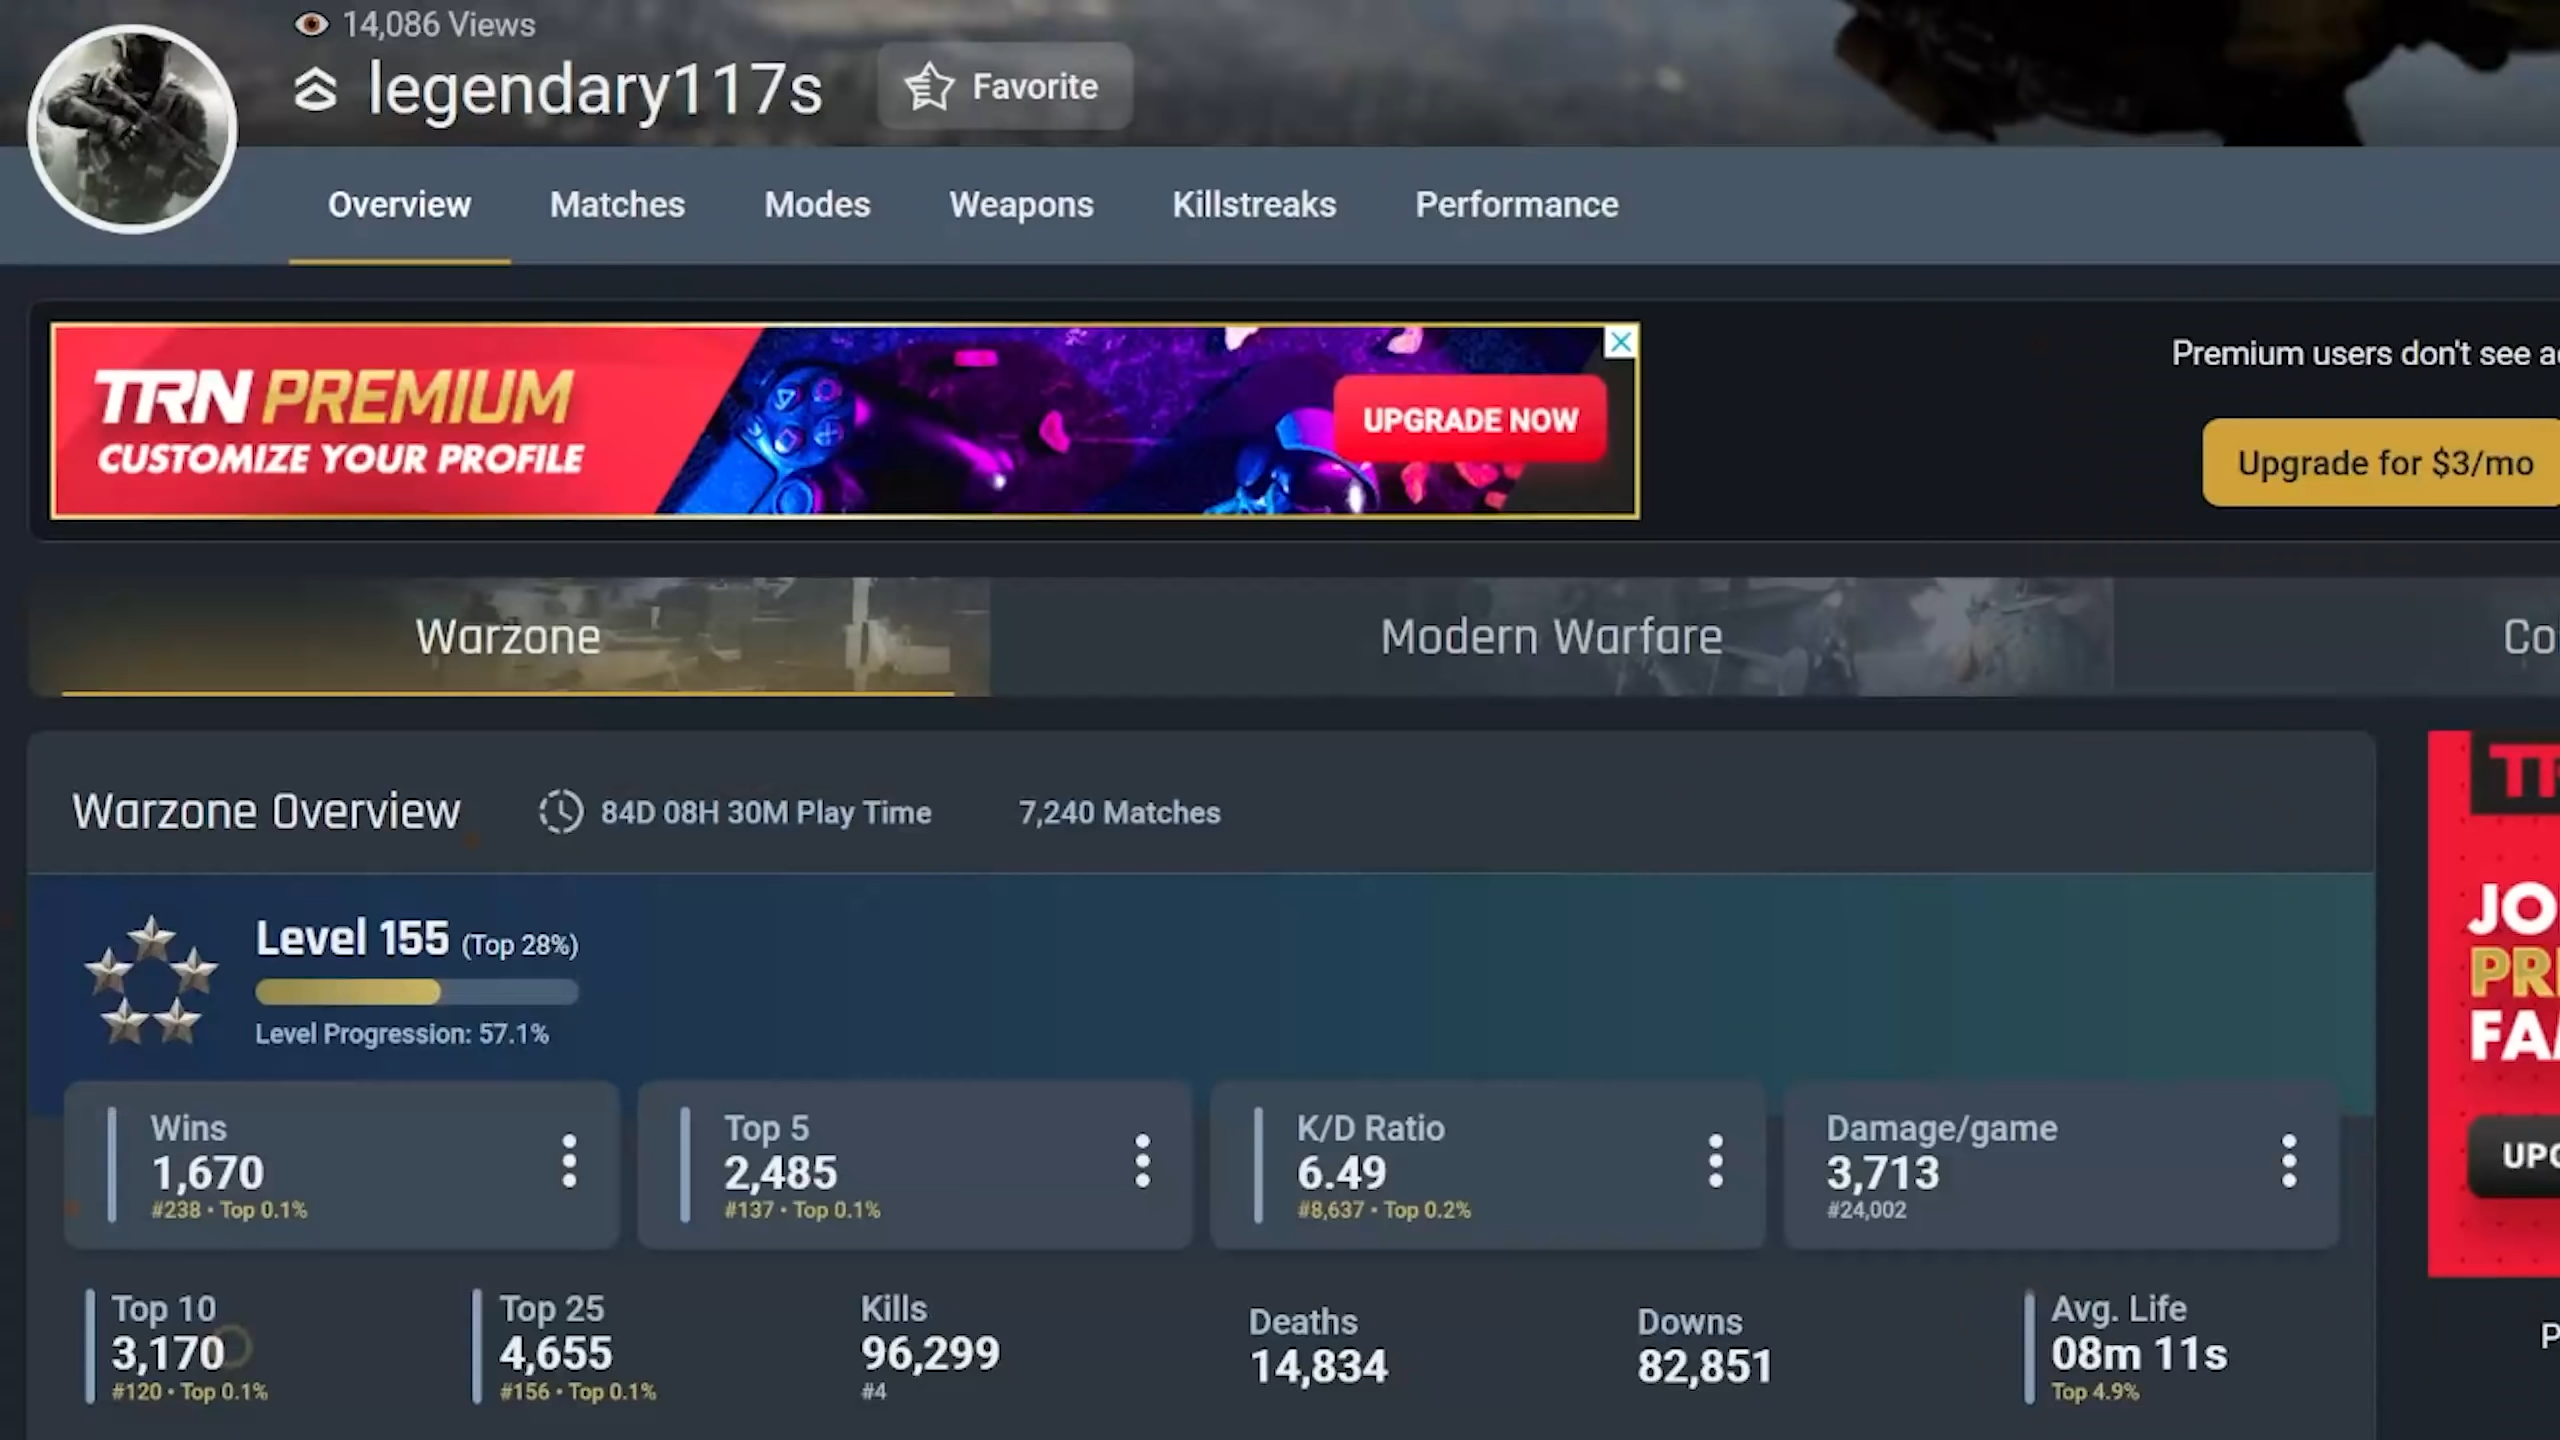 14,086 Views
legendary117s
Favorite
Overview Matches Modes Weapons Killstreaks Performance
TRN PREMIUM
CUSTOMIZE YOUR PROFILE
UPGRADE NOW
Premium users don't see
Upgrade for $3/mo
Warzone Modern Warfare
Warzone Overview 84D 08H 30M Play Time 7,240 Matches
Level 155 (Top 28%)
Level Progression: 57.1%
Wins
1,670
#238 • Top 0.1%
Top 5
2,485
#137 • Top 0.1%
K/D Ratio
6.49
#8,637 • Top 0.2%
Damage/game
3,713
#24,002
Top 10
3,170
#120 • Top 0.1%
Top 25
4,655
#156 • Top 0.1%
Kills
96,299
#4
Deaths
14,834
Downs
82,851
Avg. Life
08m 11s
Top 4.9%